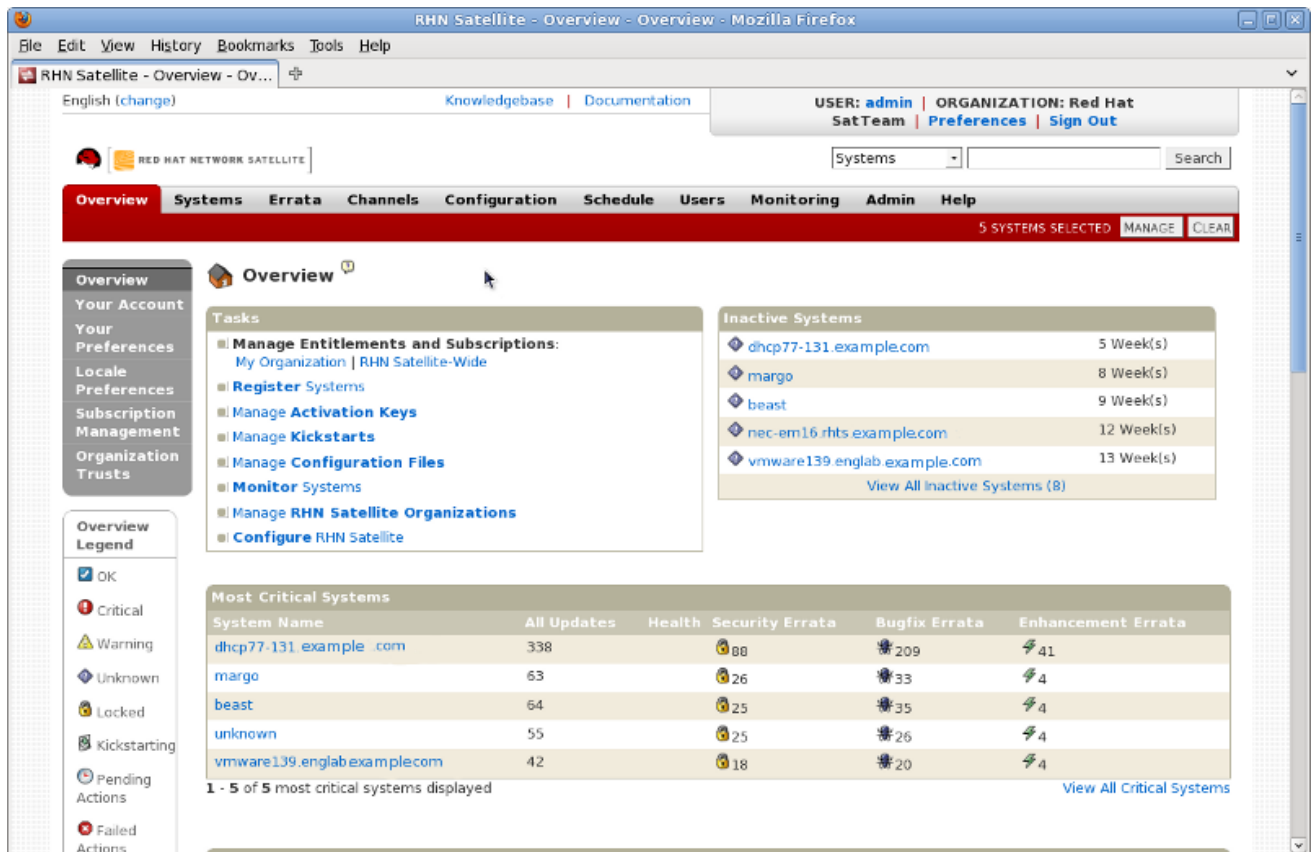 RHN Satellite - Overview - Overview - Mozilla Firefox
File Edit View History Bookmarks Tools Help
RHN Satellite - Overview - Ov...
English (change)
Knowledgebase | Documentation
USER: admin | ORGANIZATION: Red Hat
SatTeam | Preferences | Sign Out
RED HAT NETWORK SATELLITE
Systems
Search
Overview Systems Errata Channels Configuration Schedule Users Monitoring Admin Help
5 SYSTEMS SELECTED MANAGE CLEAR
Overview
Your Account
Your
Preferences
Locale
Preferences
Subscription
Management
Organization
Trusts
Overview
Legend
OK
Critical
Warning
Unknown
Locked
Kickstarting
Pending
Actions
Failed
Actions
Overview
Tasks
Manage Entitlements and Subscriptions:
My Organization | RHN Satellite-Wide
Register Systems
Manage Activation Keys
Manage Kickstarts
Manage Configuration Files
Monitor Systems
Manage RHN Satellite Organizations
Configure RHN Satellite
Inactive Systems
dhcp77-131.example.com 5 Week(s)
margo 8 Week(s)
beast 9 Week(s)
nec-em16.rhts.example.com 12 Week(s)
vmware139.englab.example.com 13 Week(s)
View All Inactive Systems (8)
Most Critical Systems
System Name All Updates Health Security Errata Bugfix Errata Enhancement Errata
dhcp77-131.example .com 338 88 209 41
margo 63 26 33 4
beast 64 25 35 4
unknown 55 25 26 4
vmware139.englabexamplecom 42 18 20 4
1 - 5 of 5 most critical systems displayed
View All Critical Systems